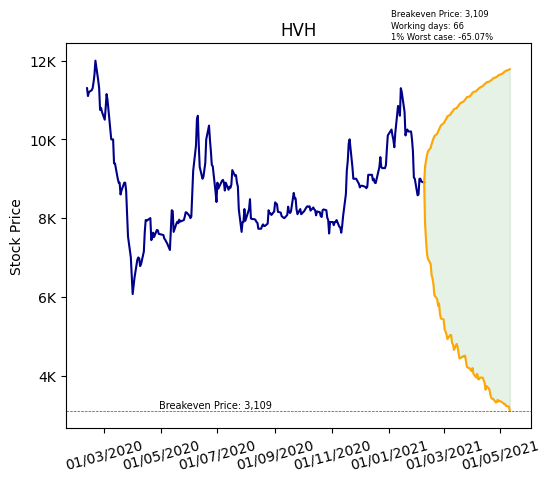 Breakeven Price: 3,109
Working days: 66
1% Worst case: -65.07%
HVH
Stock Price
12K
10K
8K
6K
4K
Breakeven Price: 3,109
01/03/2020
01/05/2020
01/07/2020
01/09/2020
01/11/2020
01/01/2021
01/03/2021
01/05/2021